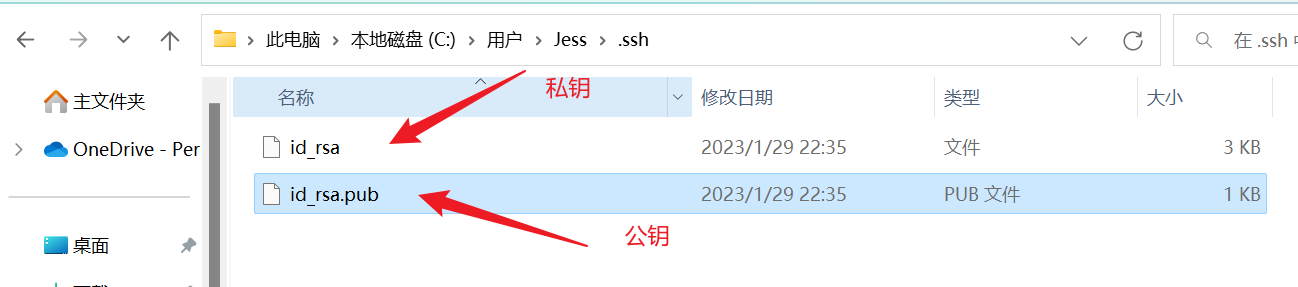 此电脑 本地磁盘 (C:) 用户 Jess .ssh
在 .ssh
主文件夹
OneDrive - Per
桌面
名称 修改日期 类型 大小
私钥
id_rsa 2023/1/29 22:35 文件 3 KB
id_rsa.pub 2023/1/29 22:35 PUB 文件 1 KB
公钥